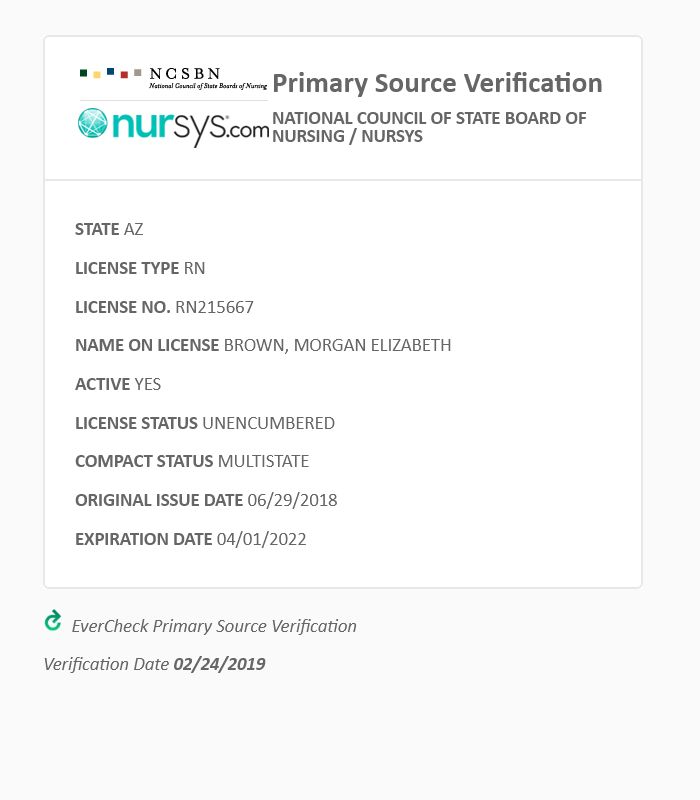 NCSBN
National Council of State Boards of Nursing
nursys.com
Primary Source Verification
NATIONAL COUNCIL OF STATE BOARD OF
NURSING / NURSYS
STATE AZ
LICENSE TYPE RN
LICENSE NO. RN215667
NAME ON LICENSE BROWN, MORGAN ELIZABETH
ACTIVE YES
LICENSE STATUS UNENCUMBERED
COMPACT STATUS MULTISTATE
ORIGINAL ISSUE DATE 06/29/2018
EXPIRATION DATE 04/01/2022
EverCheck Primary Source Verification
Verification Date 02/24/2019